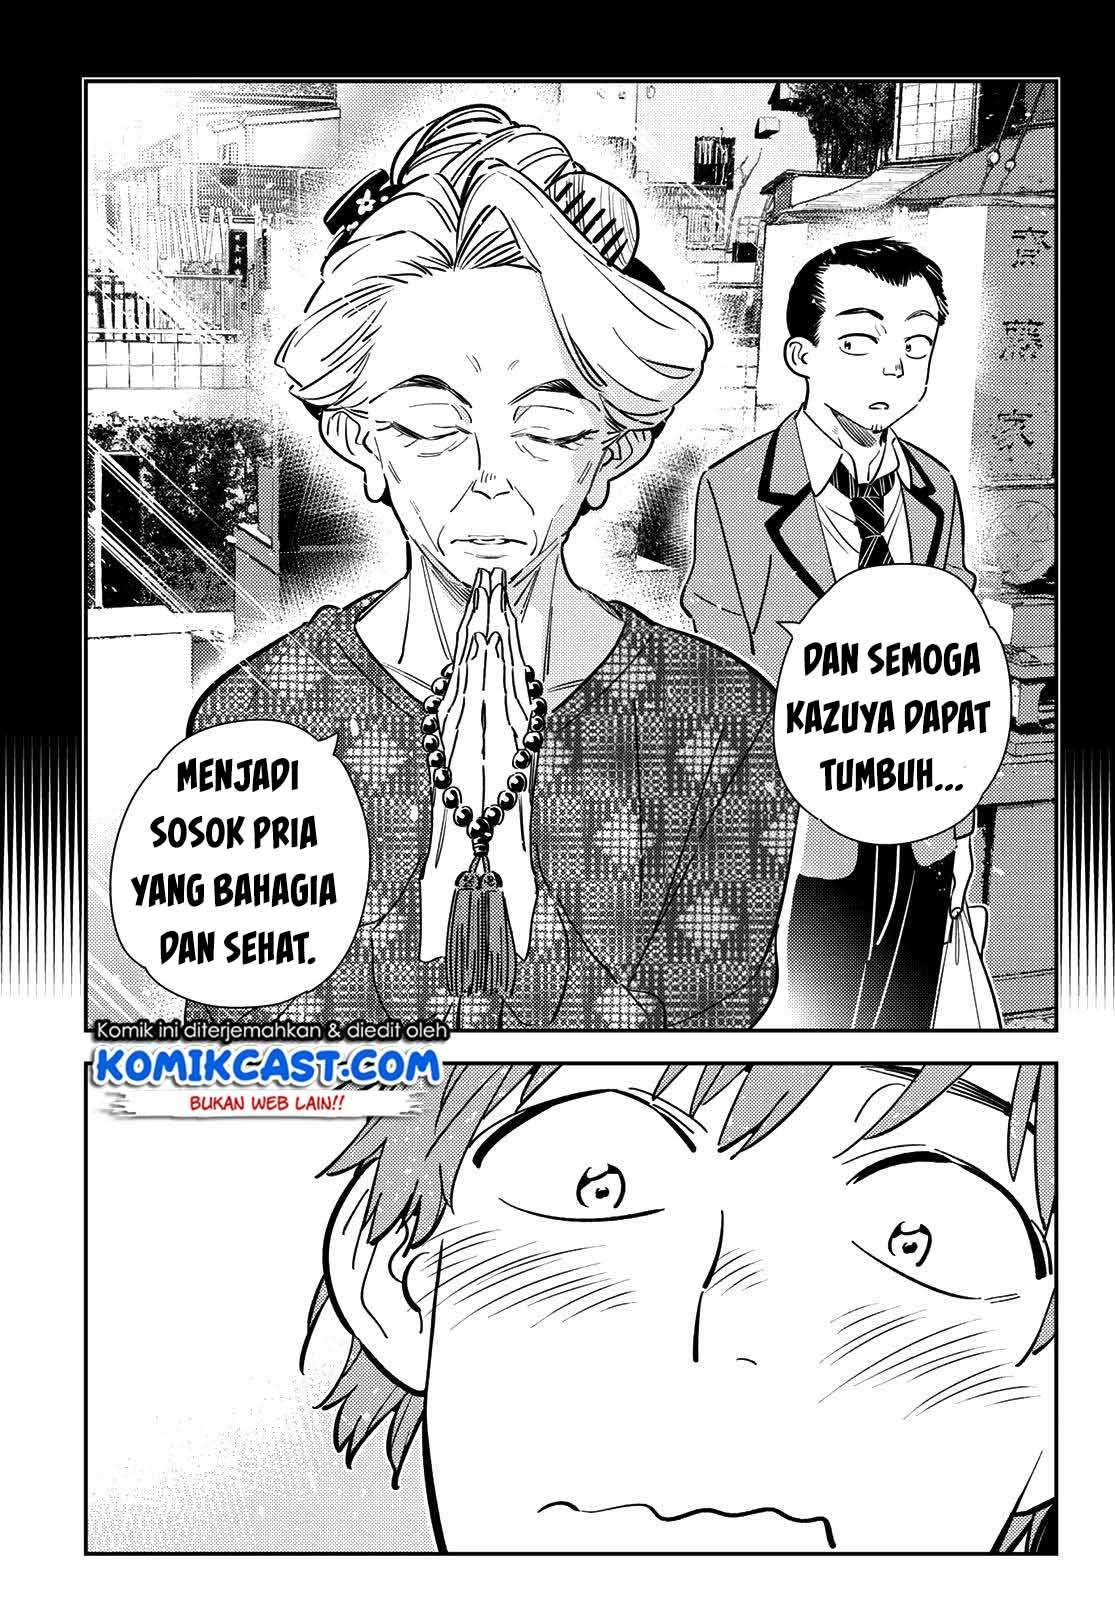 DAN SEMOGA
KAZUYA DAPAT
TUMBUH...
MENJADI
SOSOK PRIA
YANG BAHAGIA
DAN SEHAT.
Komik ini diterjemahkan & diedit oleh
KOMIKCAST.COM
BUKAN WEB LAIN!!